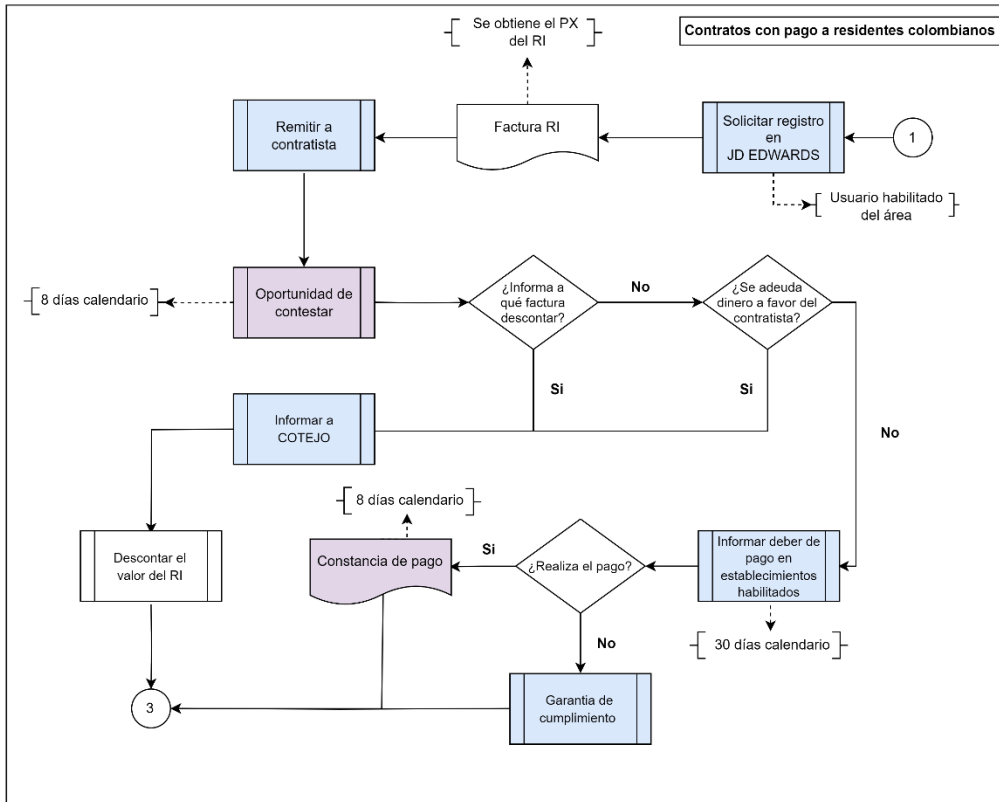 Contratos con pago a residentes colombianos
Se obtiene el PX
del RI
Remitir a
contratista
Factura RI
Solicitar registro
en
JD EDWARDS
1
Usuario habilitado
del área
8 días calendario
Oportunidad de
contestar
¿Informa a
qué factura
descontar?
No
¿Se adeuda
dinero a favor del
contratista?
Si
Si
No
Informar a
COTEJO
8 días calendario
Descontar el
valor del RI
Constancia de pago
Si
¿Realiza el pago?
Informar deber de
pago en
establecimientos
habilitados
No
30 días calendario
3
Garantia de
cumplimiento